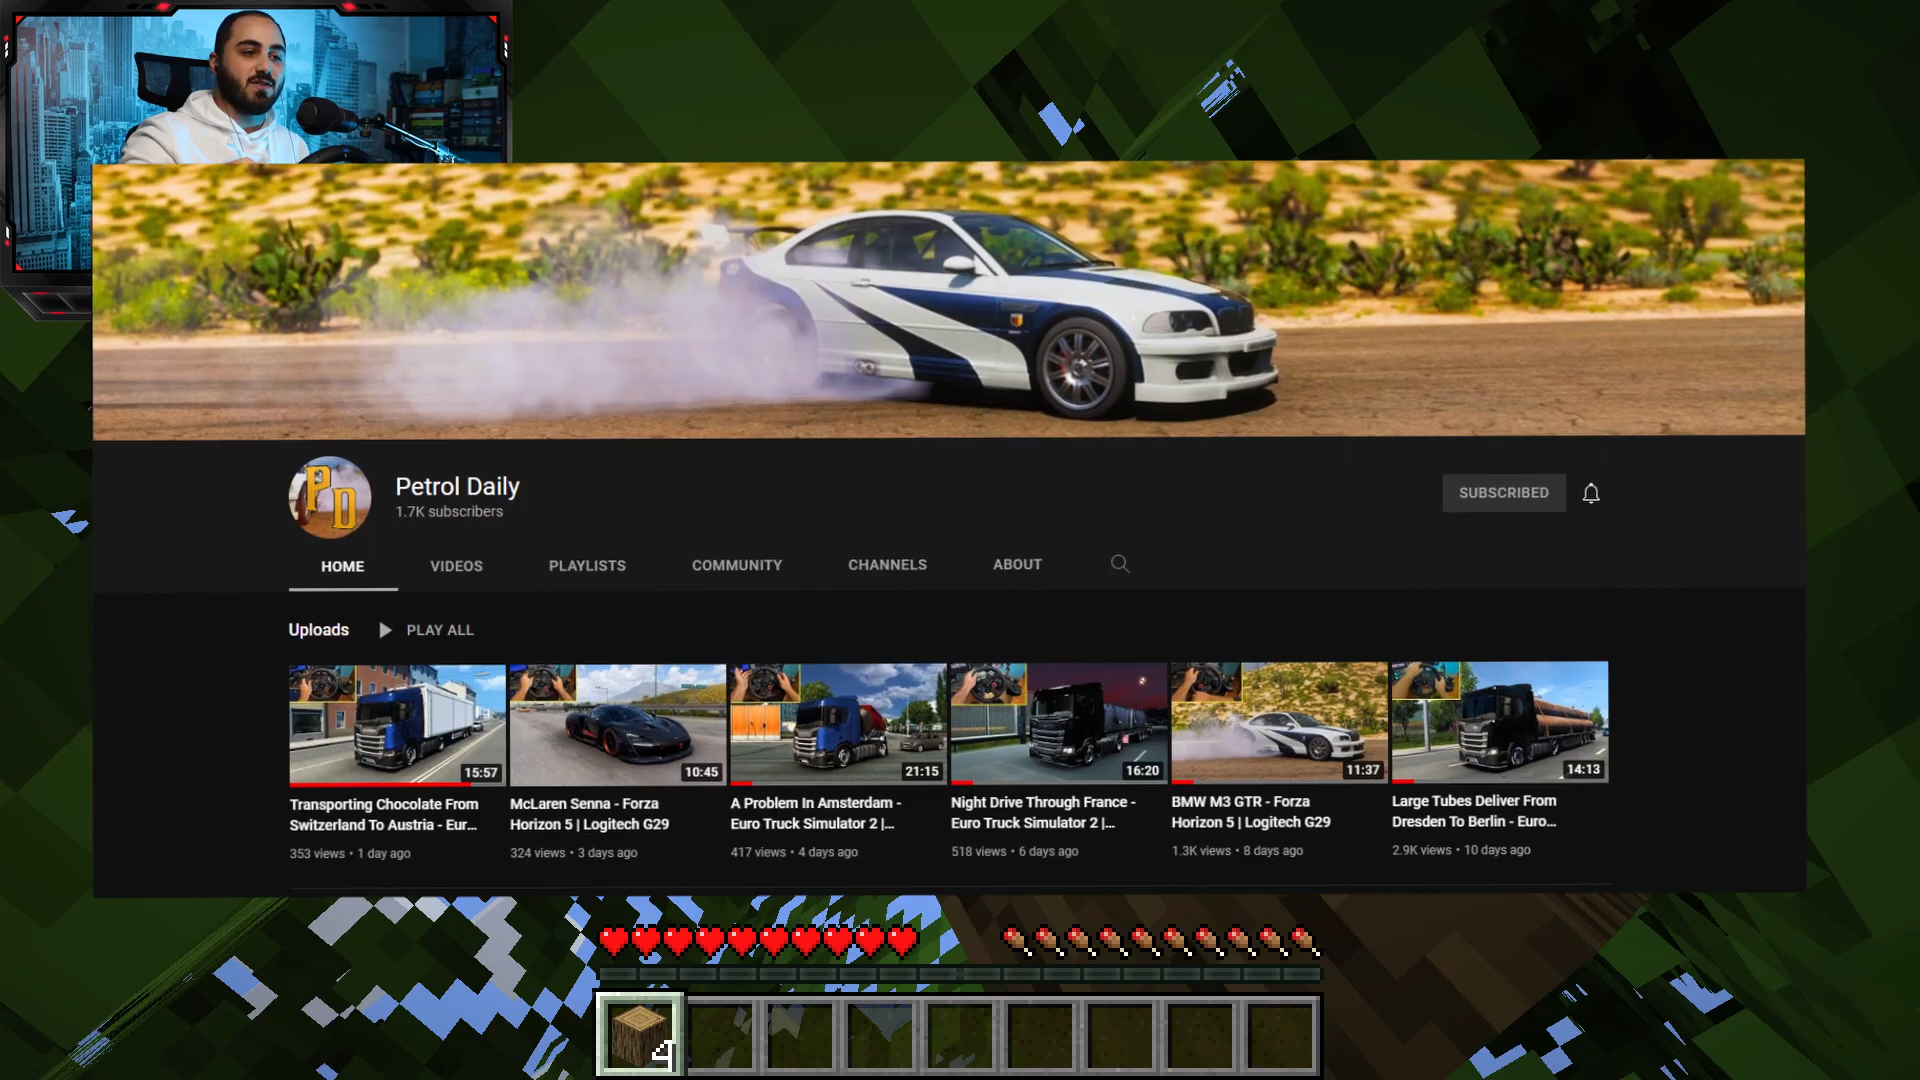 PD
Petrol Daily
1.7K subscribers
SUBSCRIBED
HOME VIDEOS PLAYLISTS COMMUNITY CHANNELS ABOUT
Uploads PLAY ALL
15:57
10:45
21:15
16:20
11:37
14:13
Transporting Chocolate From
Switzerland To Austria - Eur...
353 views • 1 day ago
McLaren Senna - Forza
Horizon 5 | Logitech G29
324 views • 3 days ago
A Problem In Amsterdam -
Euro Truck Simulator 2 |...
417 views • 4 days ago
Night Drive Through France -
Euro Truck Simulator 2 |...
518 views • 6 days ago
BMW M3 GTR - Forza
Horizon 5 | Logitech G29
1.3K views • 8 days ago
Large Tubes Deliver From
Dresden To Berlin - Euro...
2.9K views • 10 days ago
4